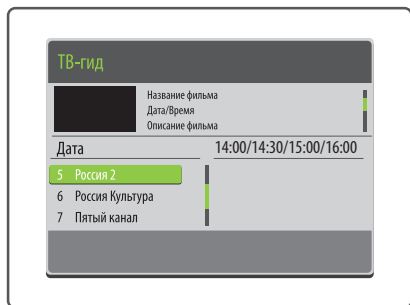 ТВ-гид
Название фильма
Дата/Время
Описание фильма
Дата 14:00/14:30/15:00/16:00
5 Россия 2
6 Россия Культура
7 Пятый канал